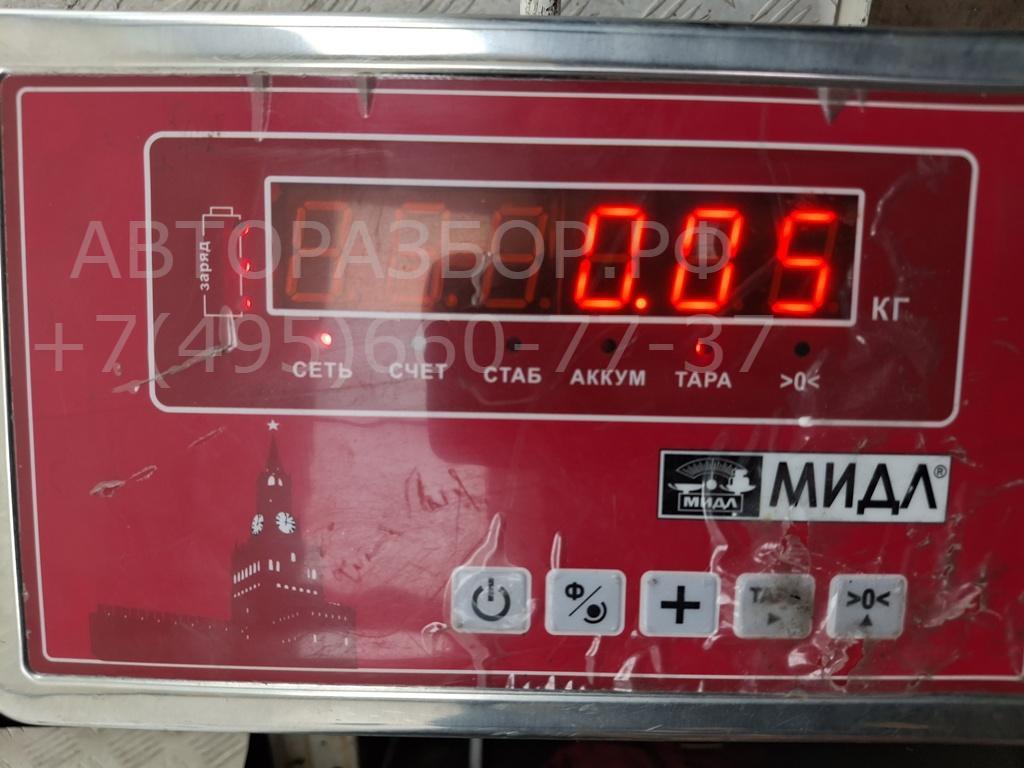 АВТОРАЗБОР.РФ
+7(495)660-77-37
заряд
0.05
КГ
СЕТЬ СЧЕТ СТАБ АККУМ ТАРА >0<
МИДЛ МИДЛ®
Ф ТАРА >0<